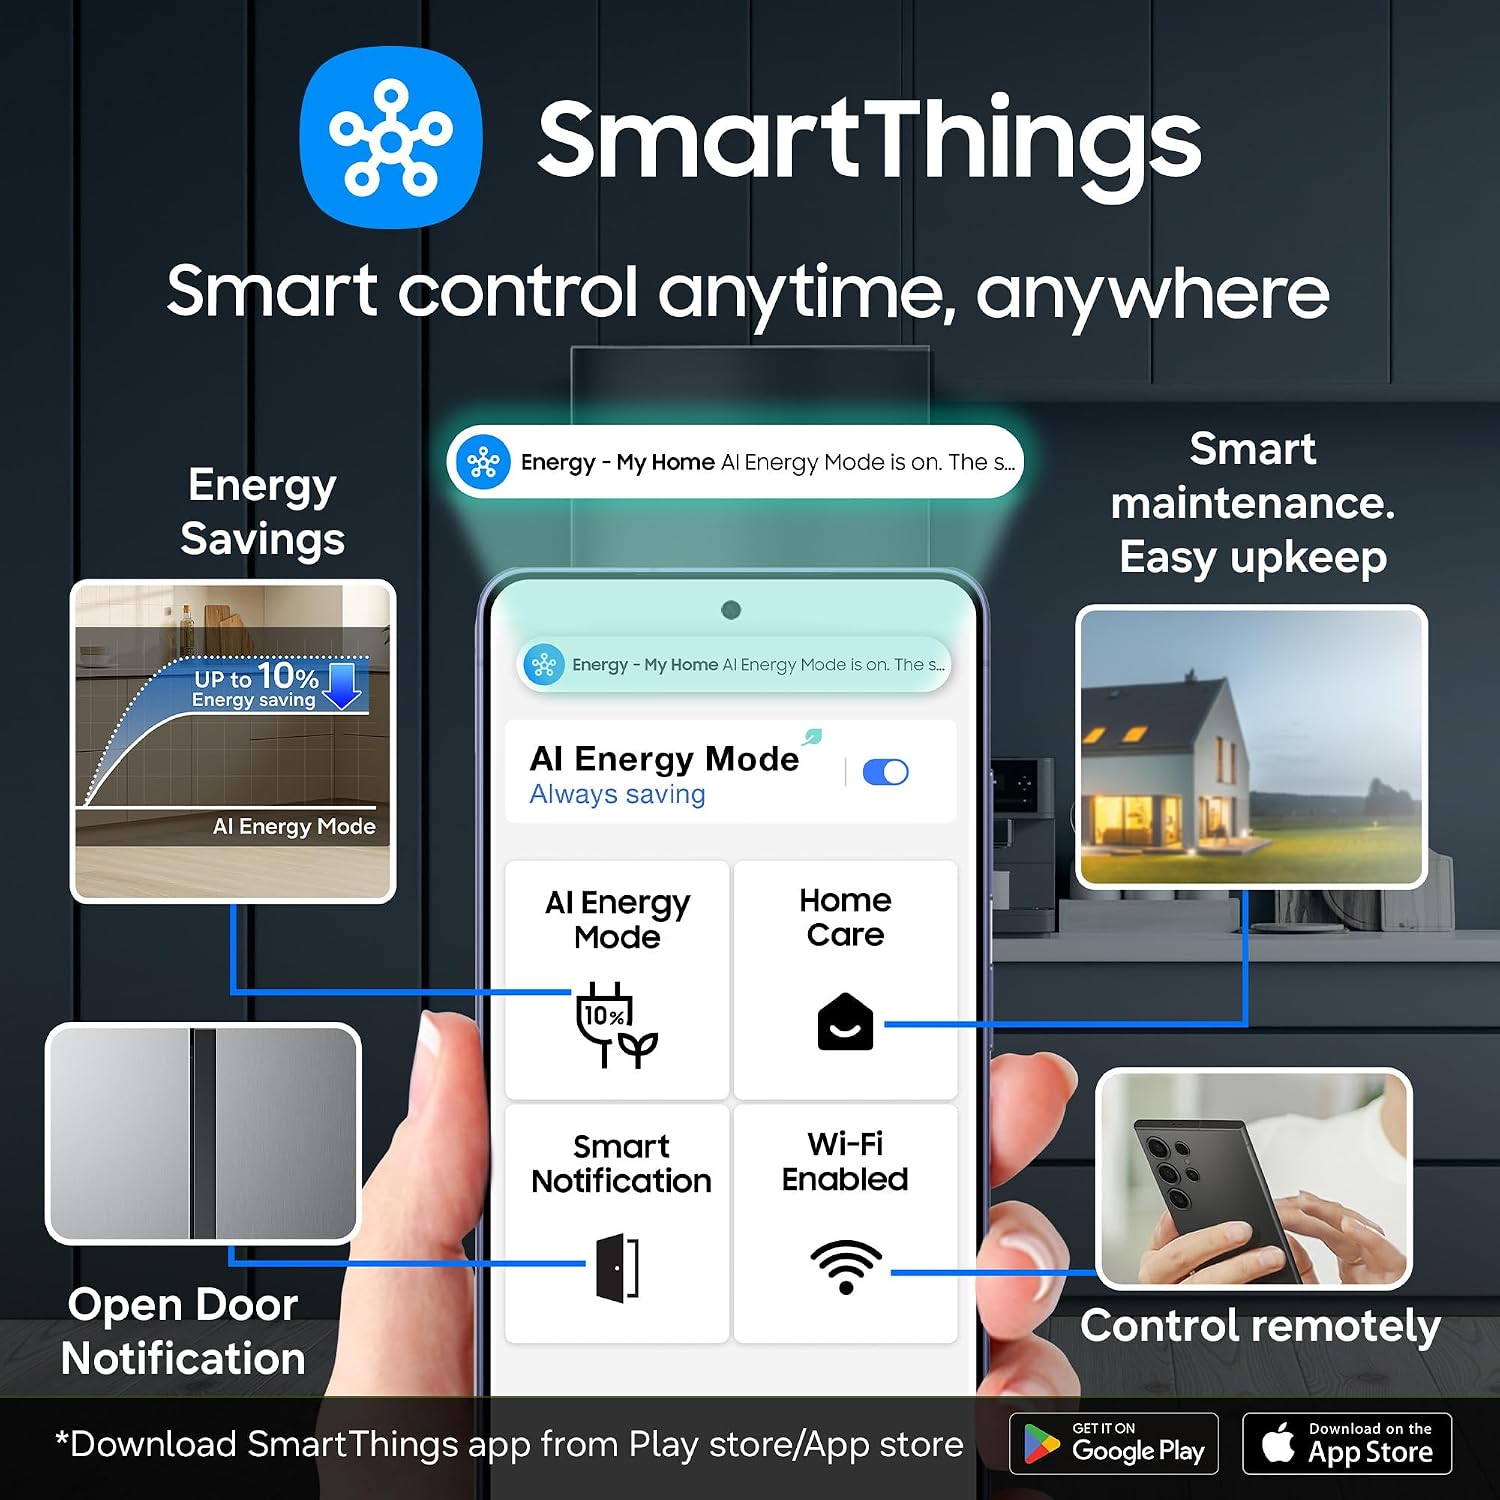 SmartThings
Smart control anytime, anywhere
Energy - My Home AI Energy Mode is on. The s...
Energy
Savings
UP to 10%
Energy saving
AI Energy Mode
Smart
maintenance.
Easy upkeep
Energy - My Home AI Energy Mode is on. The s...
AI Energy Mode
Always saving
AI Energy
Mode
10%
Home
Care
Smart
Notification
Wi-Fi
Enabled
Open Door
Notification
Control remotely
*Download SmartThings app from Play store/App store
GET IT ON
Google Play
Download on the
App Store